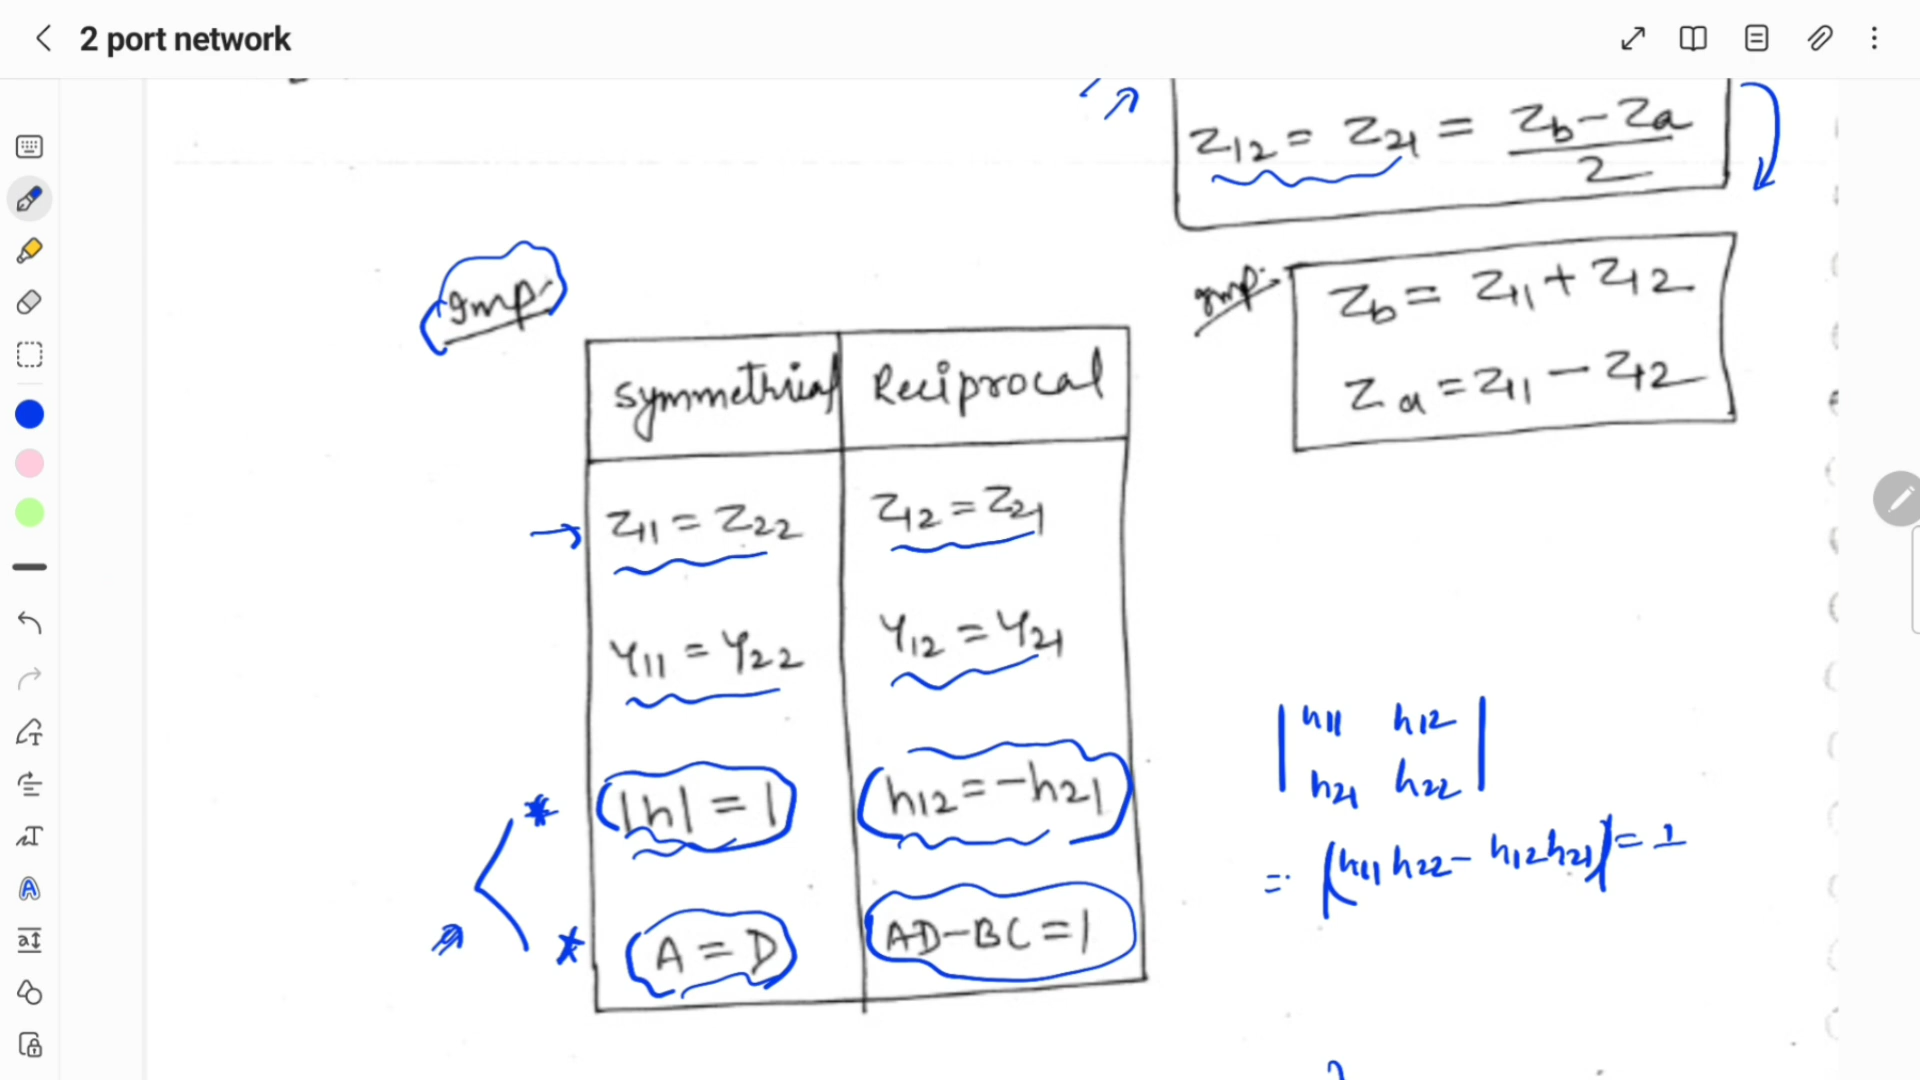 2 port network
Z12 = Z21 = Zb-Za
2
Imp.
Imp.
Zb = Z11 + Z12
Za = Z11 - Z12
Symmetrical Reciprocal
Z11 = Z22 Z12 = Z21
Y11 = Y22 Y12 = Y21
|h| = 1 h12 = -h21
A = D AD-BC = 1
h11 h12
h21 h22
= (h11 h22 - h12 h21) = 1